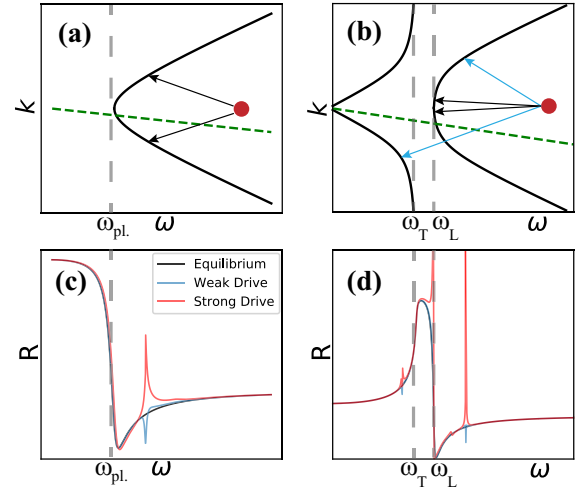 (a)
k
ω_pl.
ω
(b)
k
ω_T
ω_L
ω
(c)
Equilibrium
Weak Drive
Strong Drive
R
ω_pl.
ω
(d)
R
ω_T
ω_L
ω